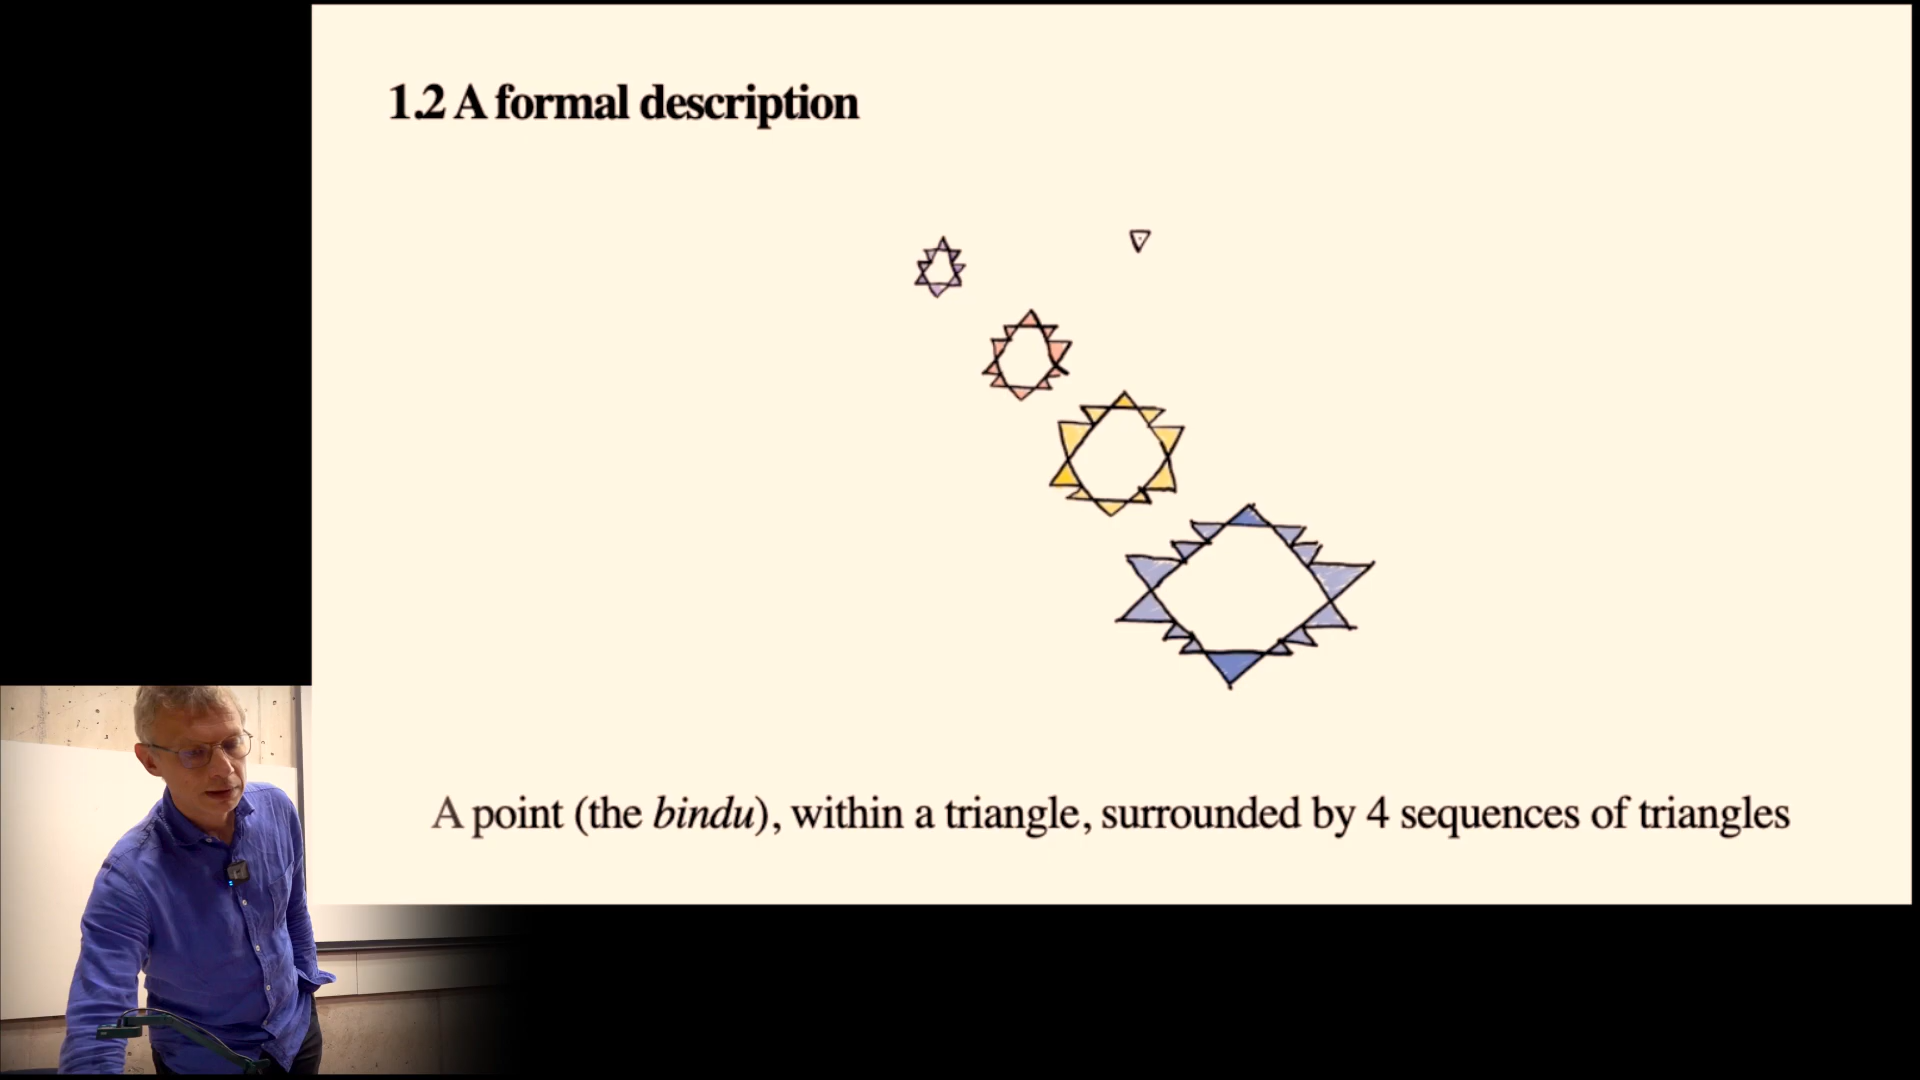 1.2 A formal description
A point (the bindu), within a triangle, surrounded by 4 sequences of triangles